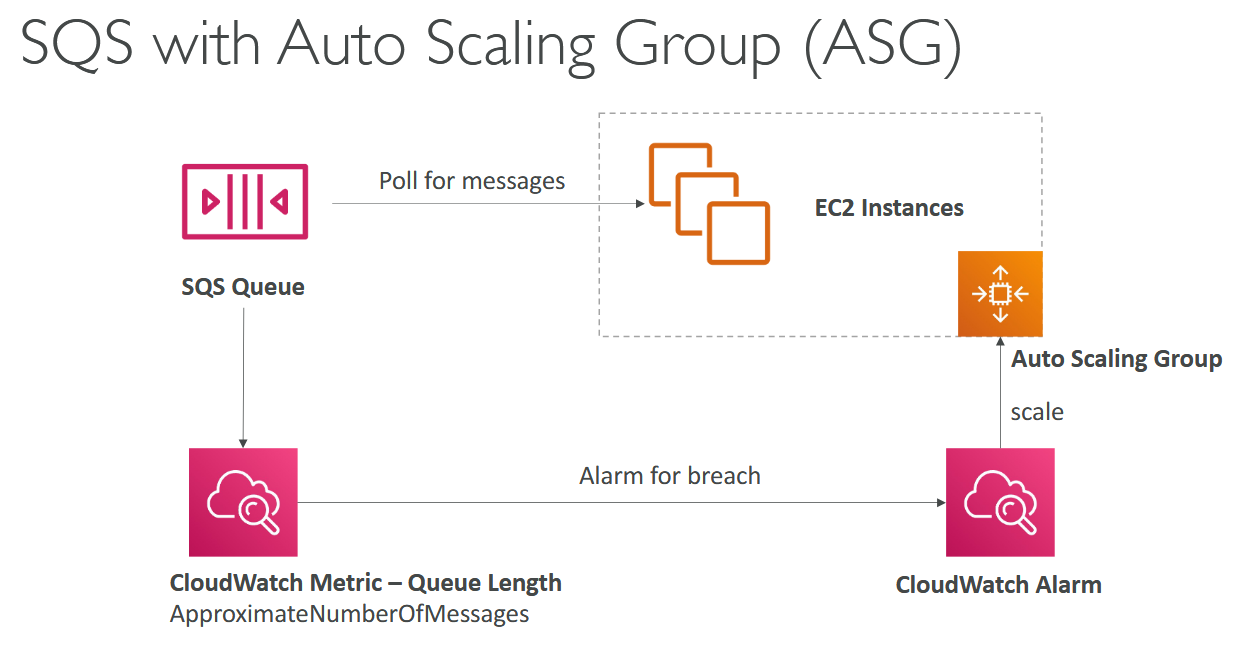 SQS with Auto Scaling Group (ASG)
Poll for messages
EC2 Instances
SQS Queue
Auto Scaling Group
scale
Alarm for breach
CloudWatch Metric – Queue Length
ApproximateNumberOfMessages
CloudWatch Alarm